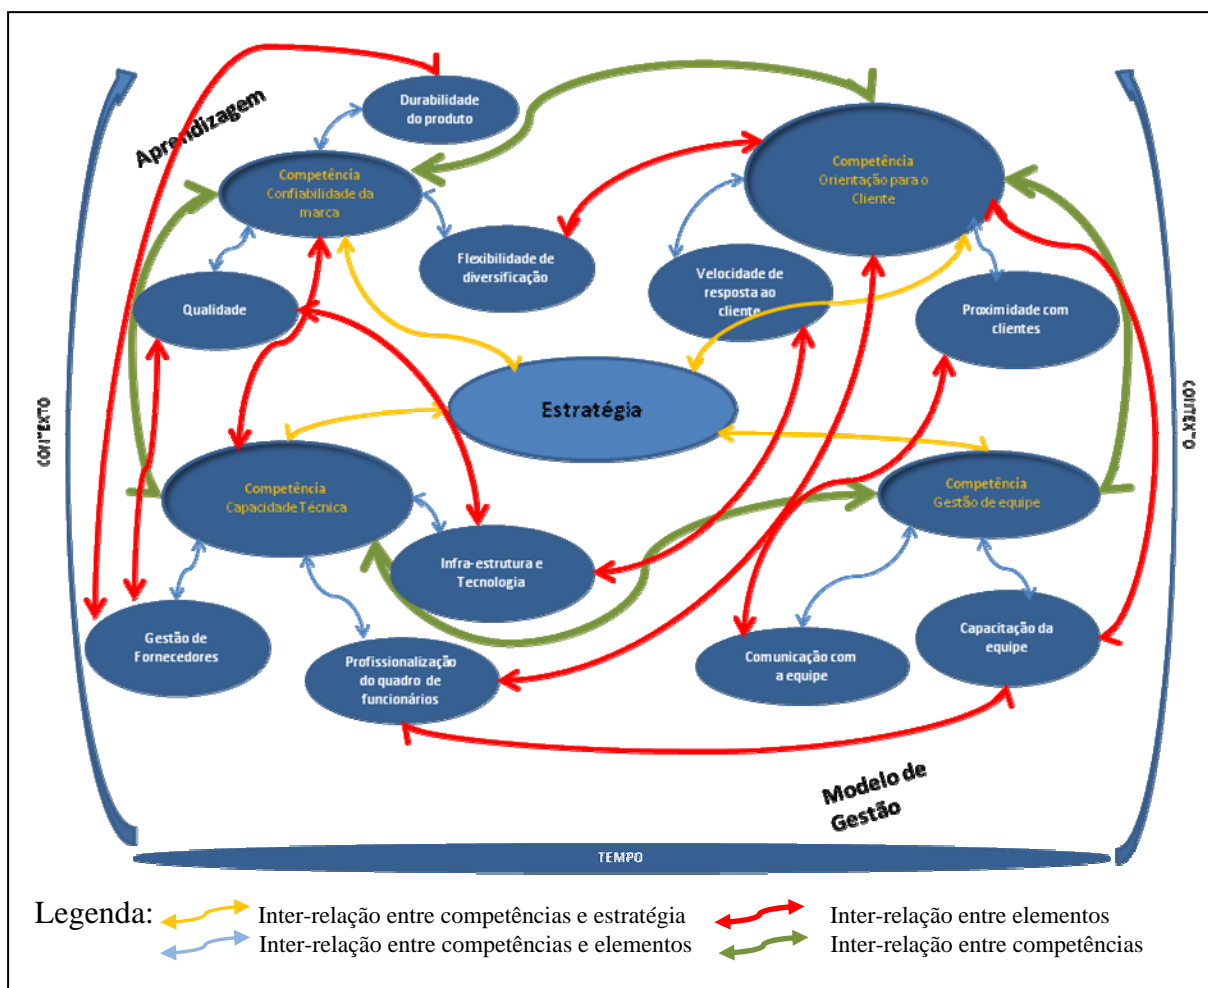 Aprendizagem
Durabilidade
do produto
Competência
Confiabilidade da
marca
Competência
Orientação para o
Cliente
Flexibilidade de
diversificação
Velocidade de
resposta ao
cliente
Qualidade
Proximidade com
clientes
Estratégia
CONTEXTO
CONTEXTO
Competência
Capacidade Técnica
Competência
Gestão de equipe
Infra-estrutura e
Tecnologia
Gestão de
Fornecedores
Profissionalização
do quadro de
funcionários
Comunicação com
a equipe
Capacitação da
equipe
Modelo de
Gestão
TEMPO
Legenda:
Inter-relação entre competências e estratégia
Inter-relação entre elementos
Inter-relação entre competências e elementos
Inter-relação entre competências